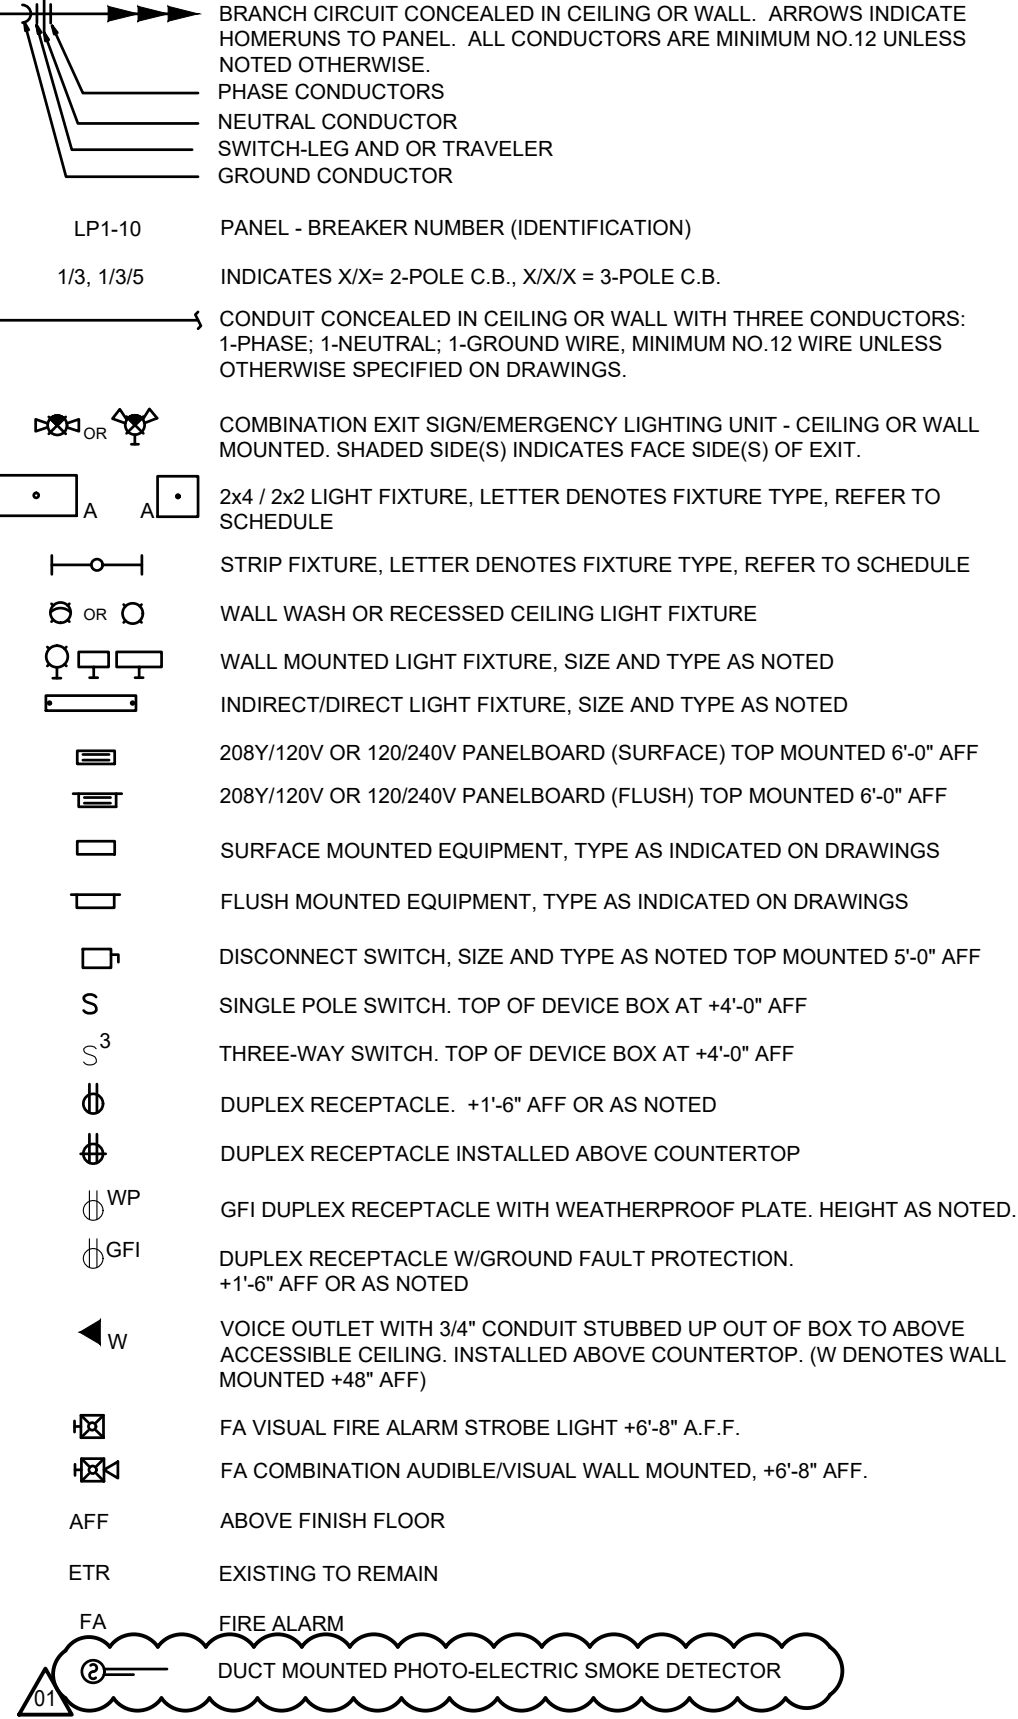 BRANCH CIRCUIT CONCEALED IN CEILING OR WALL.  ARROWS INDICATE
HOMERUNS TO PANEL.  ALL CONDUCTORS ARE MINIMUM NO.12 UNLESS
NOTED OTHERWISE.
PHASE CONDUCTORS
NEUTRAL CONDUCTOR
SWITCH-LEG AND OR TRAVELER
GROUND CONDUCTOR
LP1-10 PANEL - BREAKER NUMBER (IDENTIFICATION)
1/3, 1/3/5 INDICATES X/X= 2-POLE C.B., X/X/X = 3-POLE C.B.
CONDUIT CONCEALED IN CEILING OR WALL WITH THREE CONDUCTORS:
1-PHASE; 1-NEUTRAL; 1-GROUND WIRE, MINIMUM NO.12 WIRE UNLESS
OTHERWISE SPECIFIED ON DRAWINGS.
OR COMBINATION EXIT SIGN/EMERGENCY LIGHTING UNIT - CEILING OR WALL
MOUNTED. SHADED SIDE(S) INDICATES FACE SIDE(S) OF EXIT.
A A 2x4 / 2x2 LIGHT FIXTURE, LETTER DENOTES FIXTURE TYPE, REFER TO
SCHEDULE
STRIP FIXTURE, LETTER DENOTES FIXTURE TYPE, REFER TO SCHEDULE
OR WALL WASH OR RECESSED CEILING LIGHT FIXTURE
WALL MOUNTED LIGHT FIXTURE, SIZE AND TYPE AS NOTED
INDIRECT/DIRECT LIGHT FIXTURE, SIZE AND TYPE AS NOTED
208Y/120V OR 120/240V PANELBOARD (SURFACE) TOP MOUNTED 6'-0" AFF
208Y/120V OR 120/240V PANELBOARD (FLUSH) TOP MOUNTED 6'-0" AFF
SURFACE MOUNTED EQUIPMENT, TYPE AS INDICATED ON DRAWINGS
FLUSH MOUNTED EQUIPMENT, TYPE AS INDICATED ON DRAWINGS
DISCONNECT SWITCH, SIZE AND TYPE AS NOTED TOP MOUNTED 5'-0" AFF
S SINGLE POLE SWITCH. TOP OF DEVICE BOX AT +4'-0" AFF
S3 THREE-WAY SWITCH. TOP OF DEVICE BOX AT +4'-0" AFF
DUPLEX RECEPTACLE.  +1'-6" AFF OR AS NOTED
DUPLEX RECEPTACLE INSTALLED ABOVE COUNTERTOP
WP GFI DUPLEX RECEPTACLE WITH WEATHERPROOF PLATE. HEIGHT AS NOTED.
GFI DUPLEX RECEPTACLE W/GROUND FAULT PROTECTION.
+1'-6" AFF OR AS NOTED
W VOICE OUTLET WITH 3/4" CONDUIT STUBBED UP OUT OF BOX TO ABOVE
ACCESSIBLE CEILING. INSTALLED ABOVE COUNTERTOP. (W DENOTES WALL
MOUNTED +48" AFF)
FA VISUAL FIRE ALARM STROBE LIGHT +6'-8" A.F.F.
FA COMBINATION AUDIBLE/VISUAL WALL MOUNTED, +6'-8" AFF.
AFF ABOVE FINISH FLOOR
ETR EXISTING TO REMAIN
FA FIRE ALARM
S DUCT MOUNTED PHOTO-ELECTRIC SMOKE DETECTOR
01